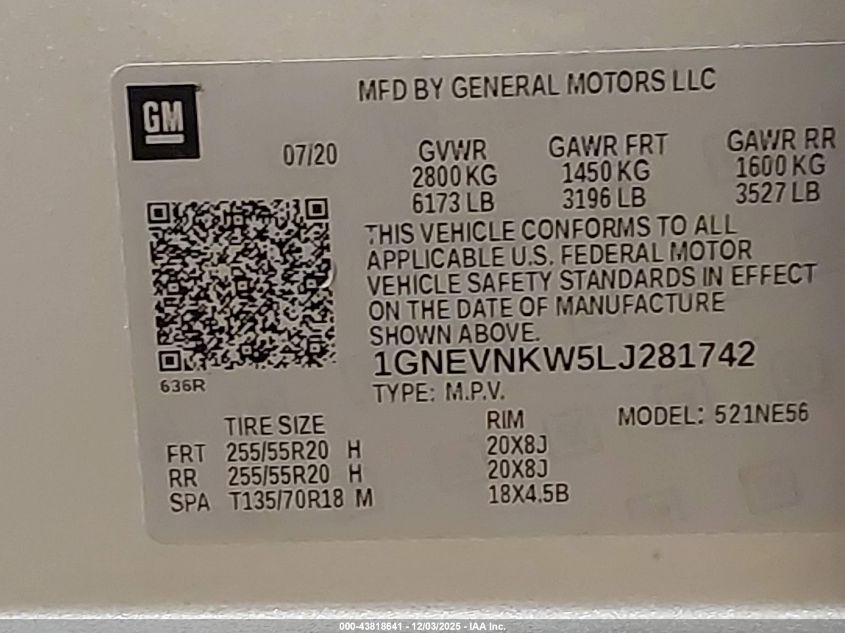 GM
MFD BY GENERAL MOTORS LLC
07/20
GVWR
2800 KG
6173 LB
GAWR FRT
1450 KG
3196 LB
GAWR RR
1600 KG
3527 LB
THIS VEHICLE CONFORMS TO ALL
APPLICABLE U.S. FEDERAL MOTOR
VEHICLE SAFETY STANDARDS IN EFFECT
ON THE DATE OF MANUFACTURE
SHOWN ABOVE.
636R
1GNEVNKW5LJ281742
TYPE: M.P.V.
MODEL: 521NE56
TIRE SIZE RIM
FRT 255/55R20 H 20X8J
RR 255/55R20 H 20X8J
SPA T135/70R18 M 18X4.5B
000-43818641 - 12/03/2025 - IAA Inc.